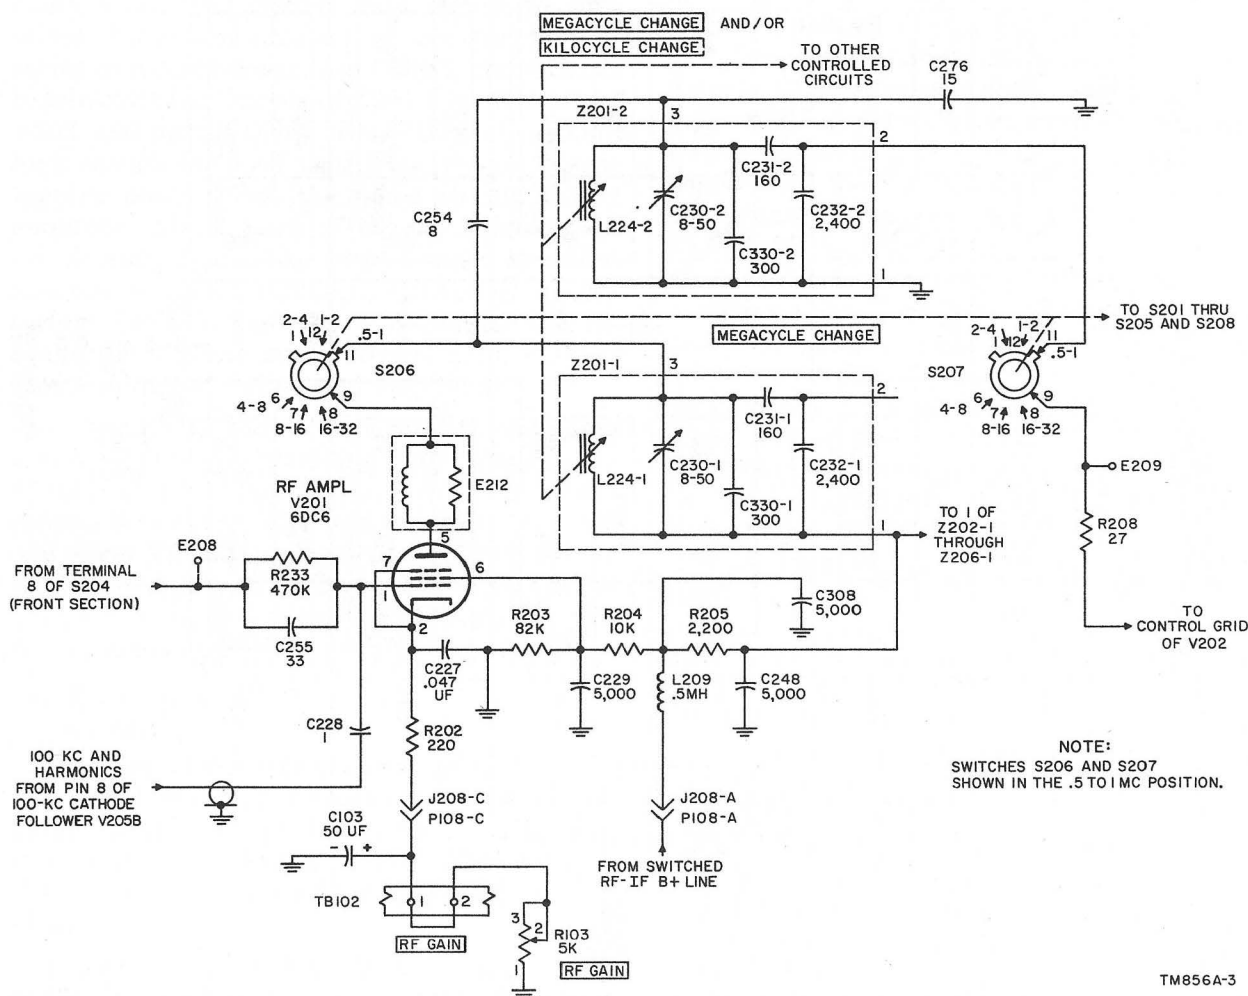 MEGACYCLE CHANGE AND/OR
KILOCYCLE CHANGE
TO OTHER
CONTROLLED
CIRCUITS
C276
15
Z201-2
3
2
C231-2
160
C254
8
L224-2
C230-2
8-50
C232-2
2,400
C330-2
300
1
2-4
1-2
1
12
.5-1
11
S206
9
4-8
6
7
8
8-16
16-32
MEGACYCLE CHANGE
TO S201 THRU
S205 AND S208
2-4
1-2
1
12
11
.5-1
S207
9
4-8
6
7
8
8-16
16-32
Z201-1
3
2
C231-1
160
L224-1
C230-1
8-50
C232-1
2,400
C330-1
300
1
E209
R208
27
TO
CONTROL GRID
OF V202
TO 1 OF
Z202-1
THROUGH
Z206-1
E212
RF AMPL
V201
6DC6
5
7
6
1
2
E208
FROM TERMINAL
8 OF S204
(FRONT SECTION)
R233
470K
C255
33
C308
5,000
R203
82K
R204
10K
R205
2,200
C227
.047
UF
C229
5,000
L209
.5MH
C248
5,000
C228
1
R202
220
100 KC AND
HARMONICS
FROM PIN 8 OF
100-KC CATHODE
FOLLOWER V205B
J208-C
P108-C
J208-A
P108-A
FROM SWITCHED
RF-IF B+ LINE
C103
50 UF
- +
TB102
1
2
RF GAIN
3
2
1
R103
5K
RF GAIN
NOTE:
SWITCHES S206 AND S207
SHOWN IN THE .5 TO 1 MC POSITION.
TM856A-3